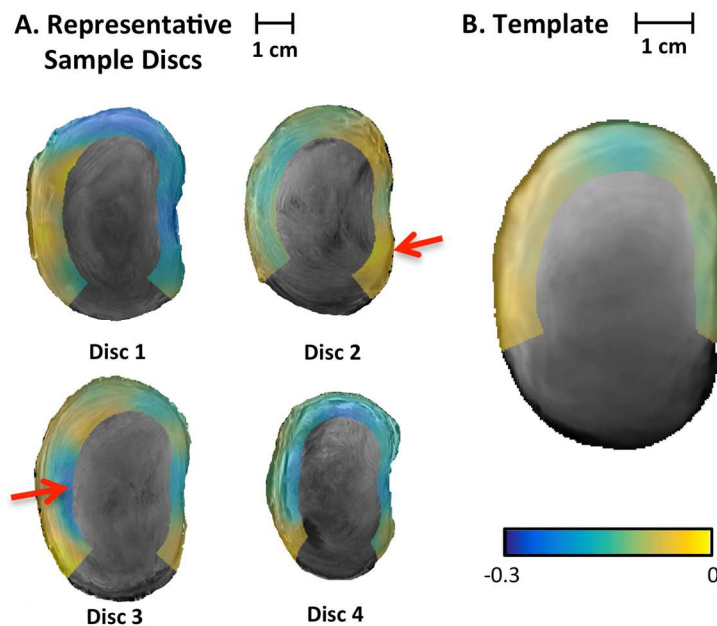 A. Representative
Sample Discs
1 cm
B. Template
1 cm
Disc 1
Disc 2
Disc 3
Disc 4
-0.3
0